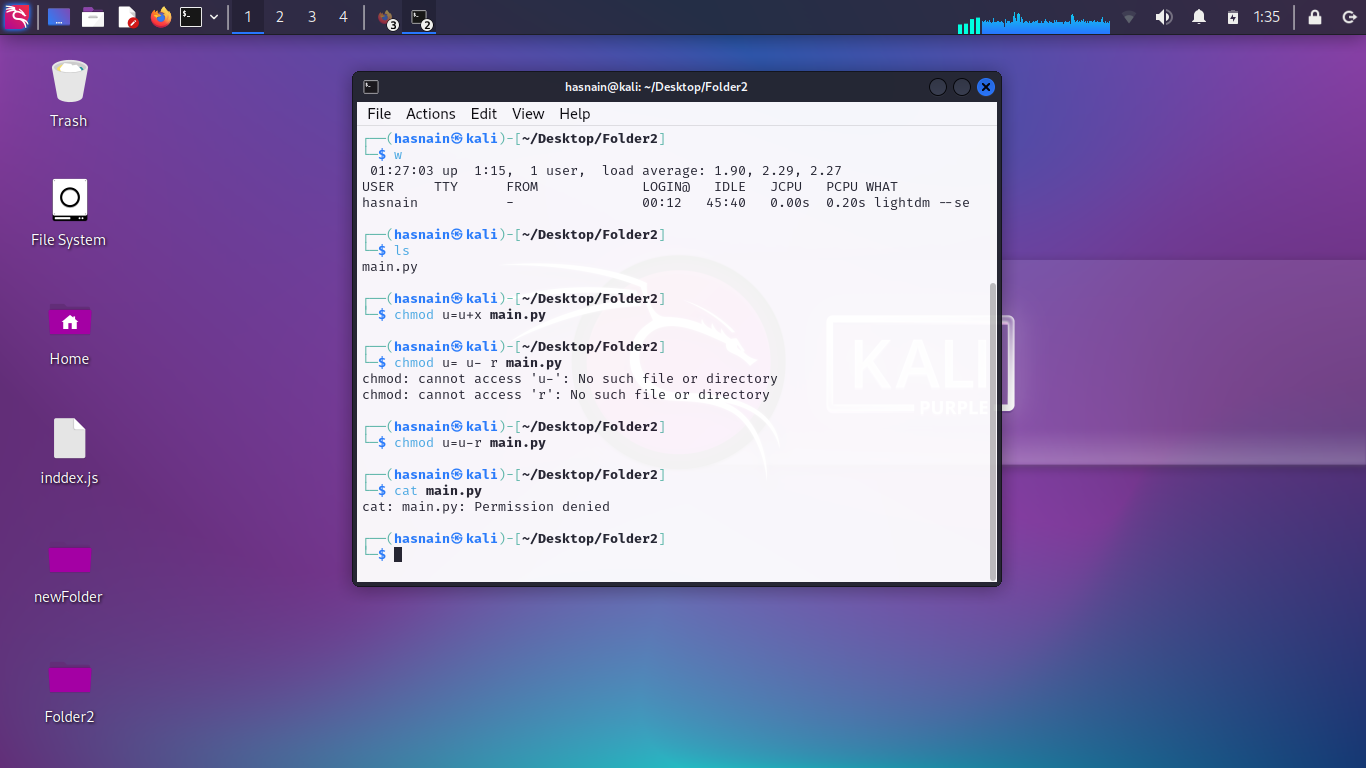 1 2 3 4 3 2 1:35
Trash
File System
Home
inddex.js
newFolder
Folder2
hasnain@kali: ~/Desktop/Folder2
File Actions Edit View Help
┌──(hasnain㉿kali)-[~/Desktop/Folder2]
└─$ w
 01:27:03 up  1:15,  1 user,  load average: 1.90, 2.29, 2.27
USER     TTY      FROM             LOGIN@   IDLE   JCPU   PCPU WHAT
hasnain           -                00:12   45:40   0.00s  0.20s lightdm --se
┌──(hasnain㉿kali)-[~/Desktop/Folder2]
└─$ ls
main.py
┌──(hasnain㉿kali)-[~/Desktop/Folder2]
└─$ chmod u=u+x main.py
┌──(hasnain㉿kali)-[~/Desktop/Folder2]
└─$ chmod u= u- r main.py
chmod: cannot access 'u-': No such file or directory
chmod: cannot access 'r': No such file or directory
┌──(hasnain㉿kali)-[~/Desktop/Folder2]
└─$ chmod u=u-r main.py
┌──(hasnain㉿kali)-[~/Desktop/Folder2]
└─$ cat main.py
cat: main.py: Permission denied
┌──(hasnain㉿kali)-[~/Desktop/Folder2]
└─$
KALI
PURPLE